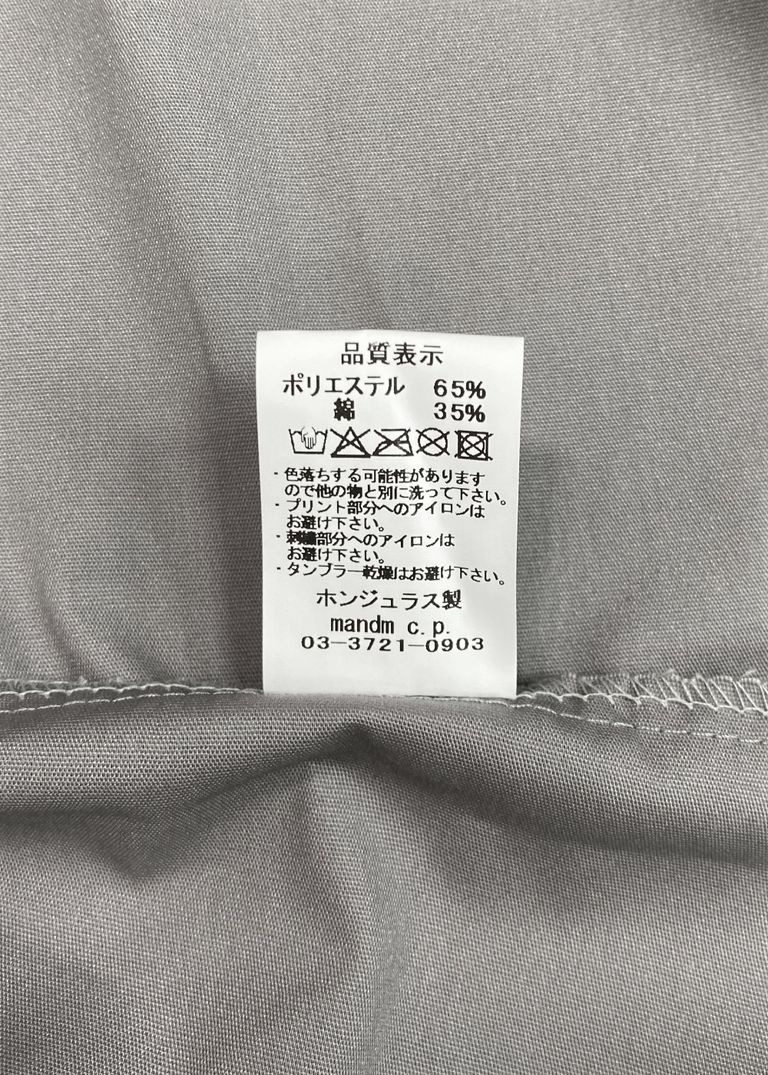 品質表示
ポリエステル 65%
綿 35%
・色落ちする可能性があります
ので他の物と別に洗って下さい。
・プリント部分へのアイロンは
お避け下さい。
・刺繍部分へのアイロンは
お避け下さい。
・タンブラー乾燥はお避け下さい。
ホンジュラス製
mandm c.p.
03-3721-0903